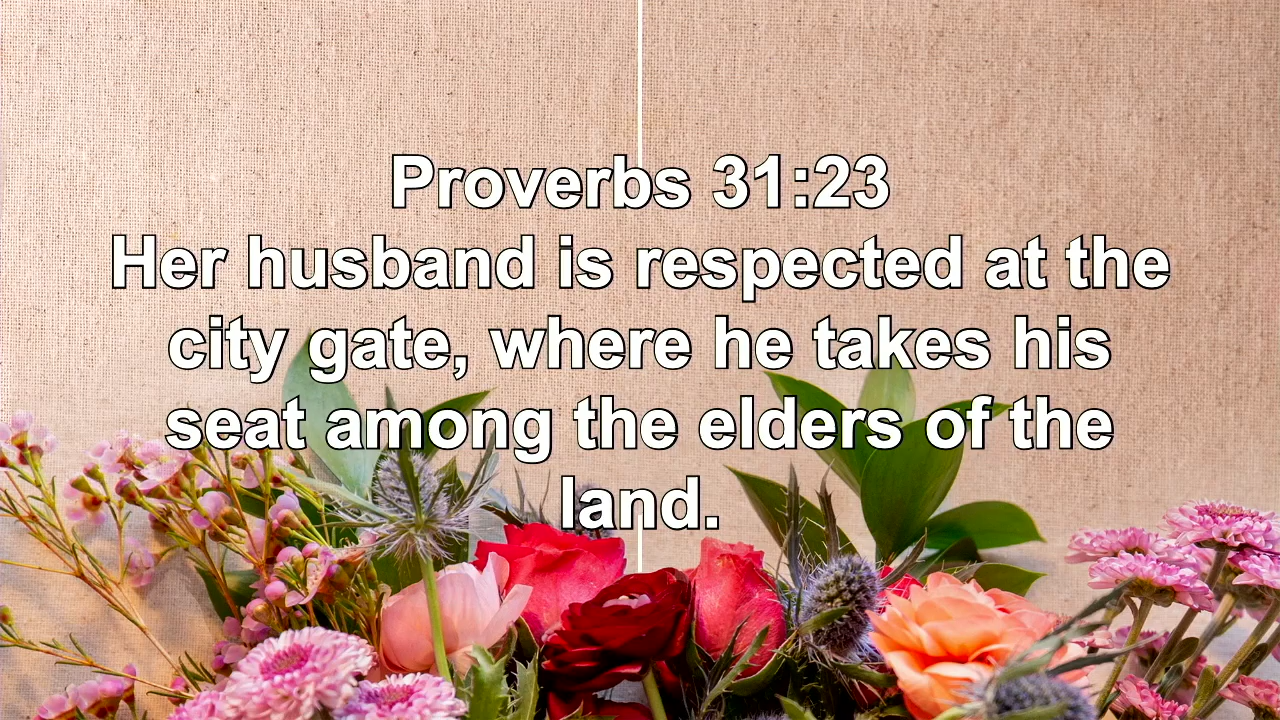 Proverbs 31:23
Her husband is respected at the
city gate, where he takes his
seat among the elders of the
land.